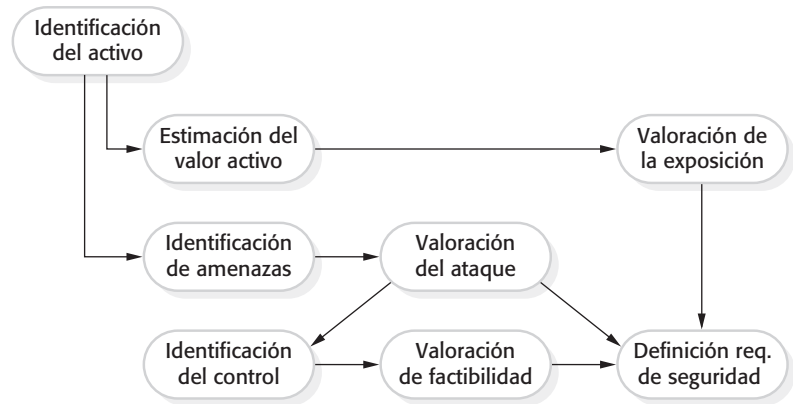 Identificación
del activo
Estimación del
valor activo
Valoración de
la exposición
Identificación
de amenazas
Valoración
del ataque
Identificación
del control
Valoración
de factibilidad
Definición req.
de seguridad